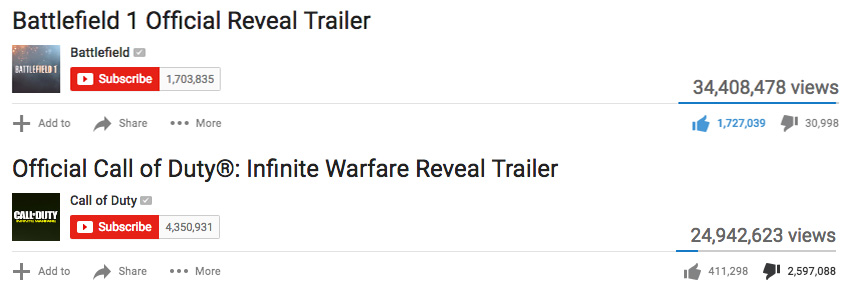 Battlefield 1 Official Reveal Trailer
BATTLEFIELD 1
Battlefield
Subscribe 1,703,835
34,408,478 views
Add to Share More 1,727,039 30,998
Official Call of Duty®: Infinite Warfare Reveal Trailer
CALL OF DUTY
INFINITE WARFARE
Call of Duty
Subscribe 4,350,931
24,942,623 views
Add to Share More 411,298 2,597,088